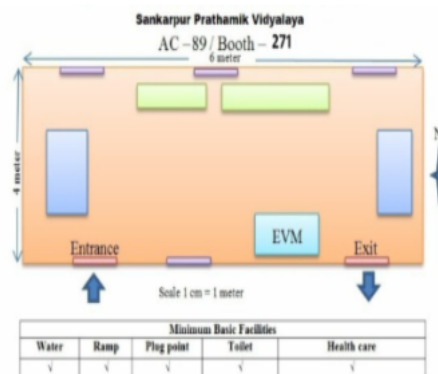 Sankarpur Prathamik Vidyalaya
AC -89/ Booth - 271
6 meter
4 meter
N
EVM
Entrance
Exit
Scale 1 cm = 1 meter
Minimum Basic Facilities
Water Ramp Plug point Toilet Health care
√ √ √ √ √